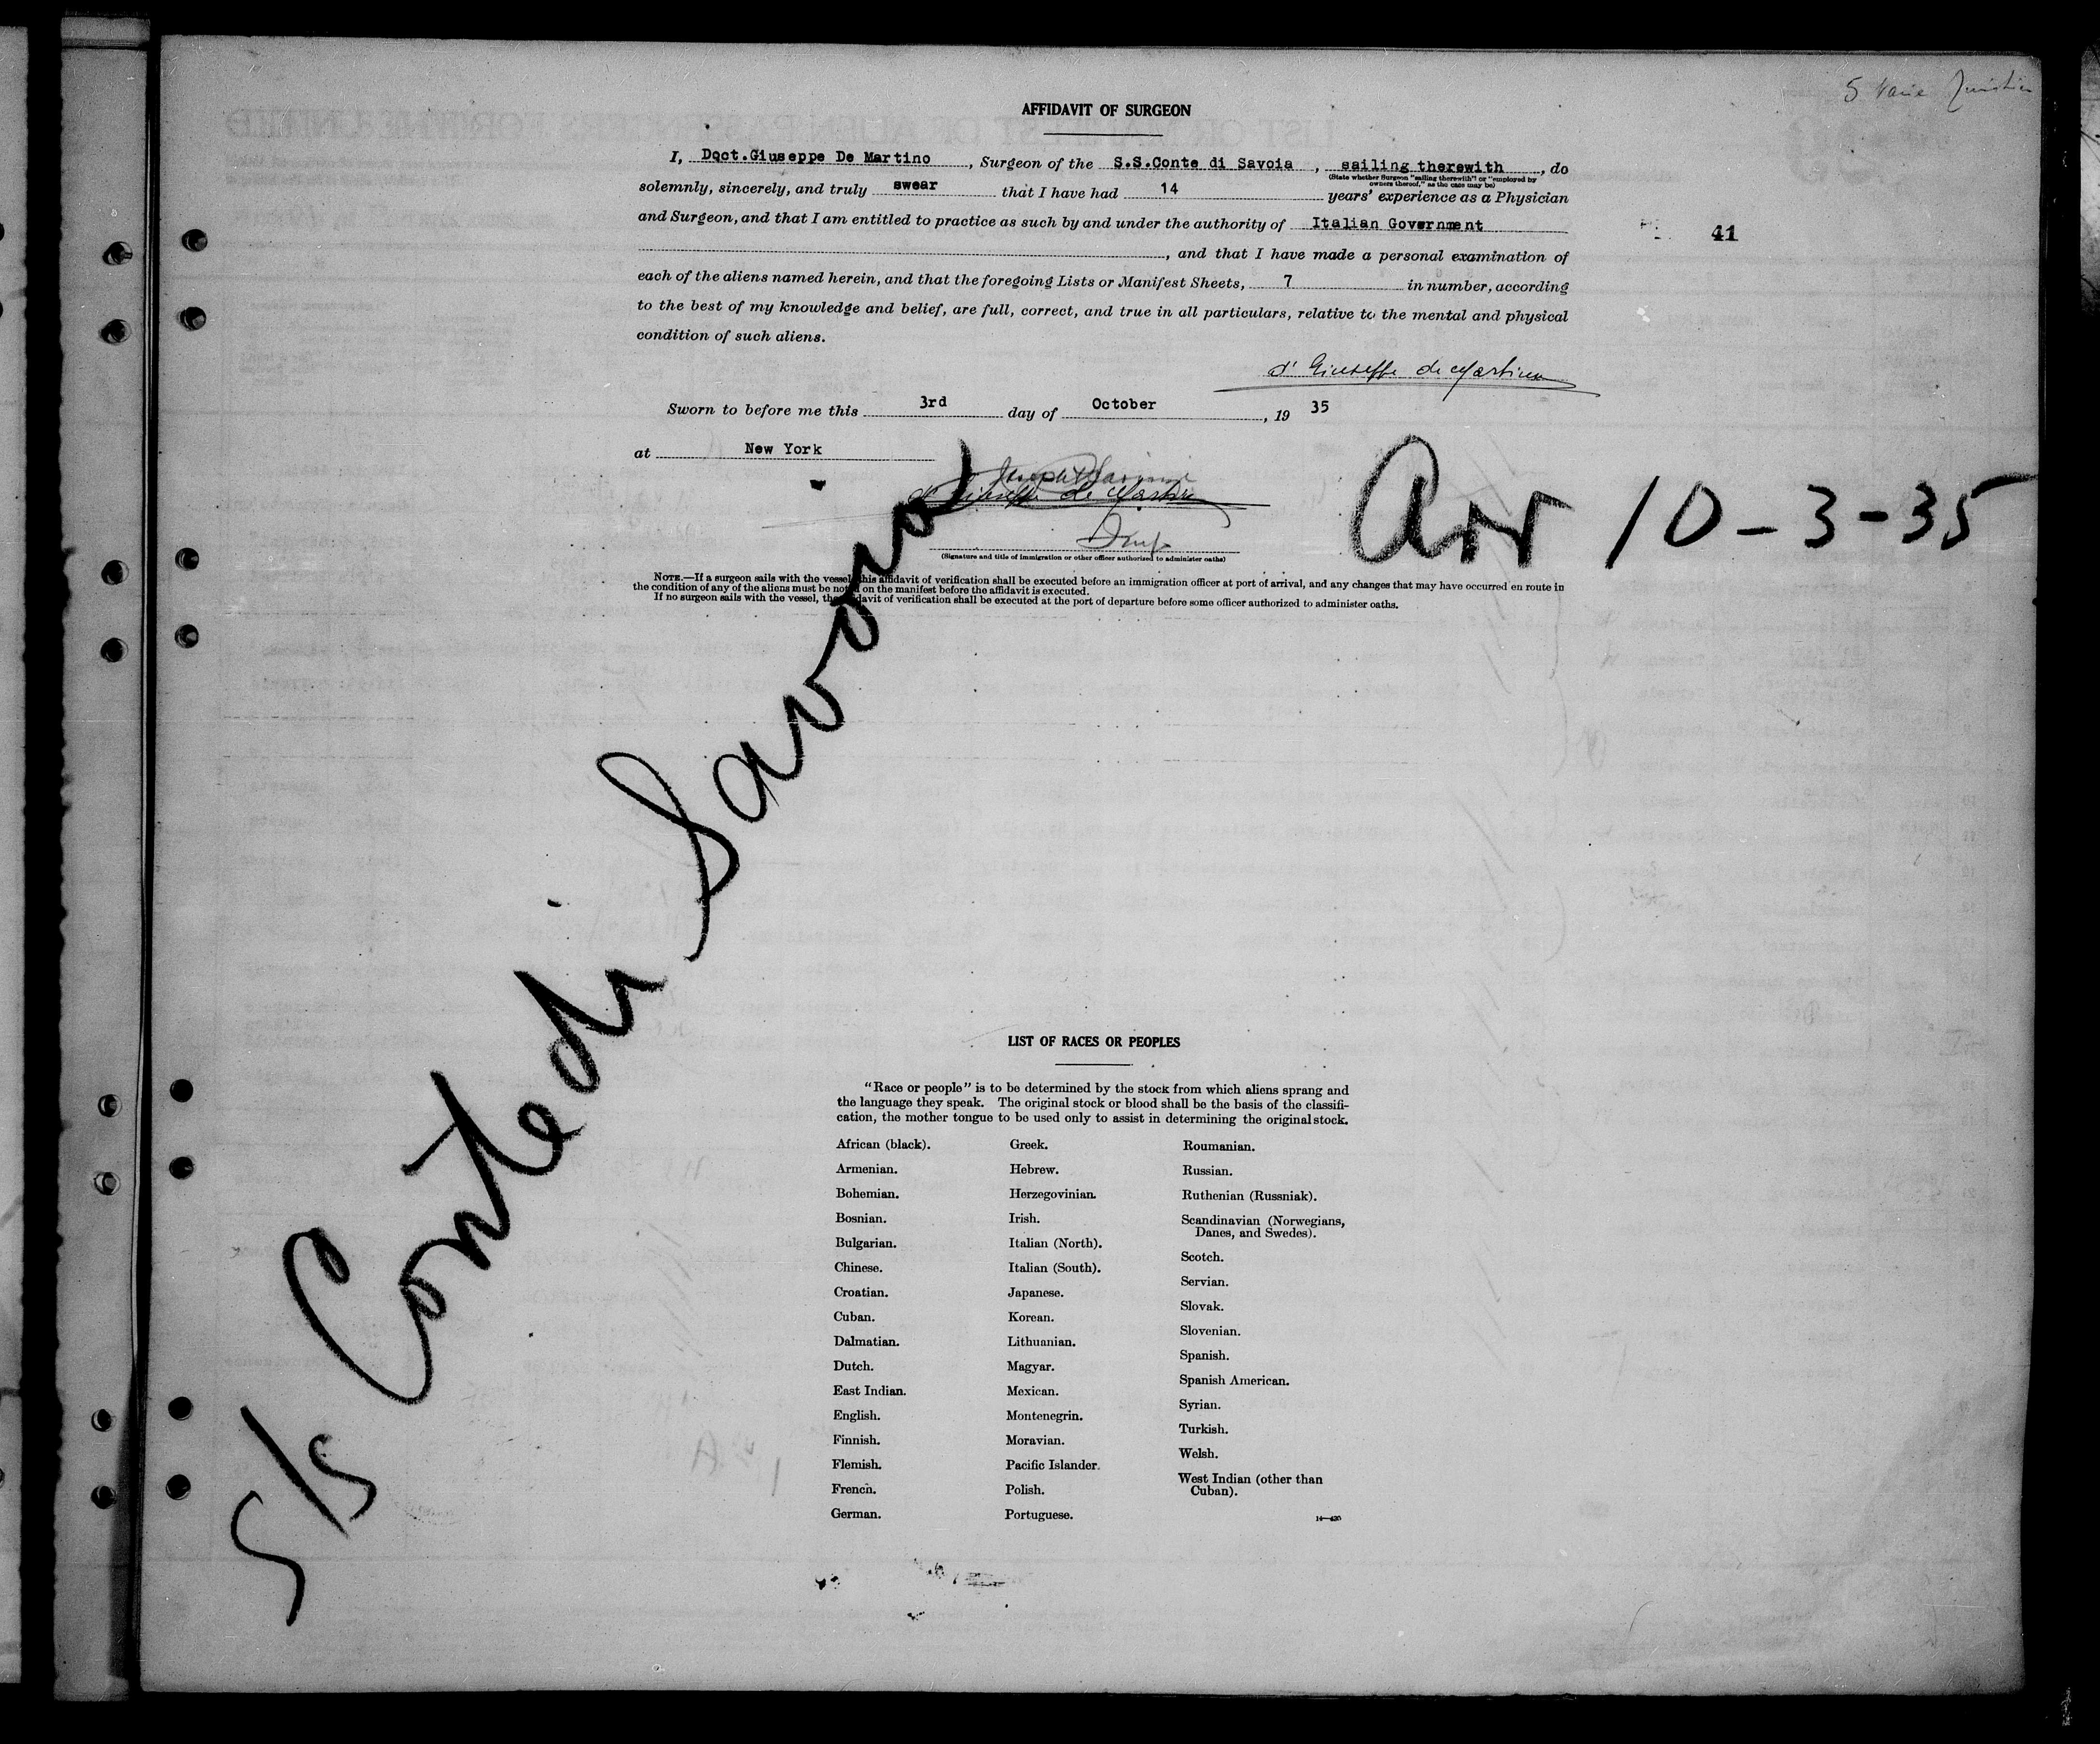 AFFIDAVIT OF SURGEON
I, Doct.Giuseppe De Martino, Surgeon of the S.S.Conte di Savoia, sailing therewith, do
(State whether Surgeon "sailing therewith" or "employed by
owners thereof," as the case may be)
solemnly, sincerely, and truly swear that I have had 14 years' experience as a Physician
and Surgeon, and that I am entitled to practice as such by and under the authority of Italian Government
41
, and that I have made a personal examination of
each of the aliens named herein, and that the foregoing Lists or Manifest Sheets, 7 in number, according
to the best of my knowledge and belief, are full, correct, and true in all particulars, relative to the mental and physical
condition of such aliens.
d' Giuseppe de Martino
Sworn to before me this 3rd day of October, 19 35
at New York
d' Giuseppe de Martino
Arr 10-3-35
Insp
(Signature and title of immigration or other officer authorized to administer oaths)
NOTE.—If a surgeon sails with the vessel, this affidavit of verification shall be executed before an immigration officer at port of arrival, and any changes that may have occurred en route in
the condition of any of the aliens must be noted on the manifest before the affidavit is executed.
If no surgeon sails with the vessel, the affidavit of verification shall be executed at the port of departure before some officer authorized to administer oaths.
S/S Conte di Savoia
LIST OF RACES OR PEOPLES
"Race or people" is to be determined by the stock from which aliens sprang and
the language they speak. The original stock or blood shall be the basis of the classifi-
cation, the mother tongue to be used only to assist in determining the original stock.
African (black).
Armenian.
Bohemian.
Bosnian.
Bulgarian.
Chinese.
Croatian.
Cuban.
Dalmatian.
Dutch.
East Indian.
English.
Finnish.
Flemish.
French.
German.
Greek.
Hebrew.
Herzegovinian.
Irish.
Italian (North).
Italian (South).
Japanese.
Korean.
Lithuanian.
Magyar.
Mexican.
Montenegrin.
Moravian.
Pacific Islander.
Polish.
Portuguese.
Roumanian.
Russian.
Ruthenian (Russniak).
Scandinavian (Norwegians,
Danes, and Swedes).
Scotch.
Servian.
Slovak.
Slovenian.
Spanish.
Spanish American.
Syrian.
Turkish.
Welsh.
West Indian (other than
Cuban).